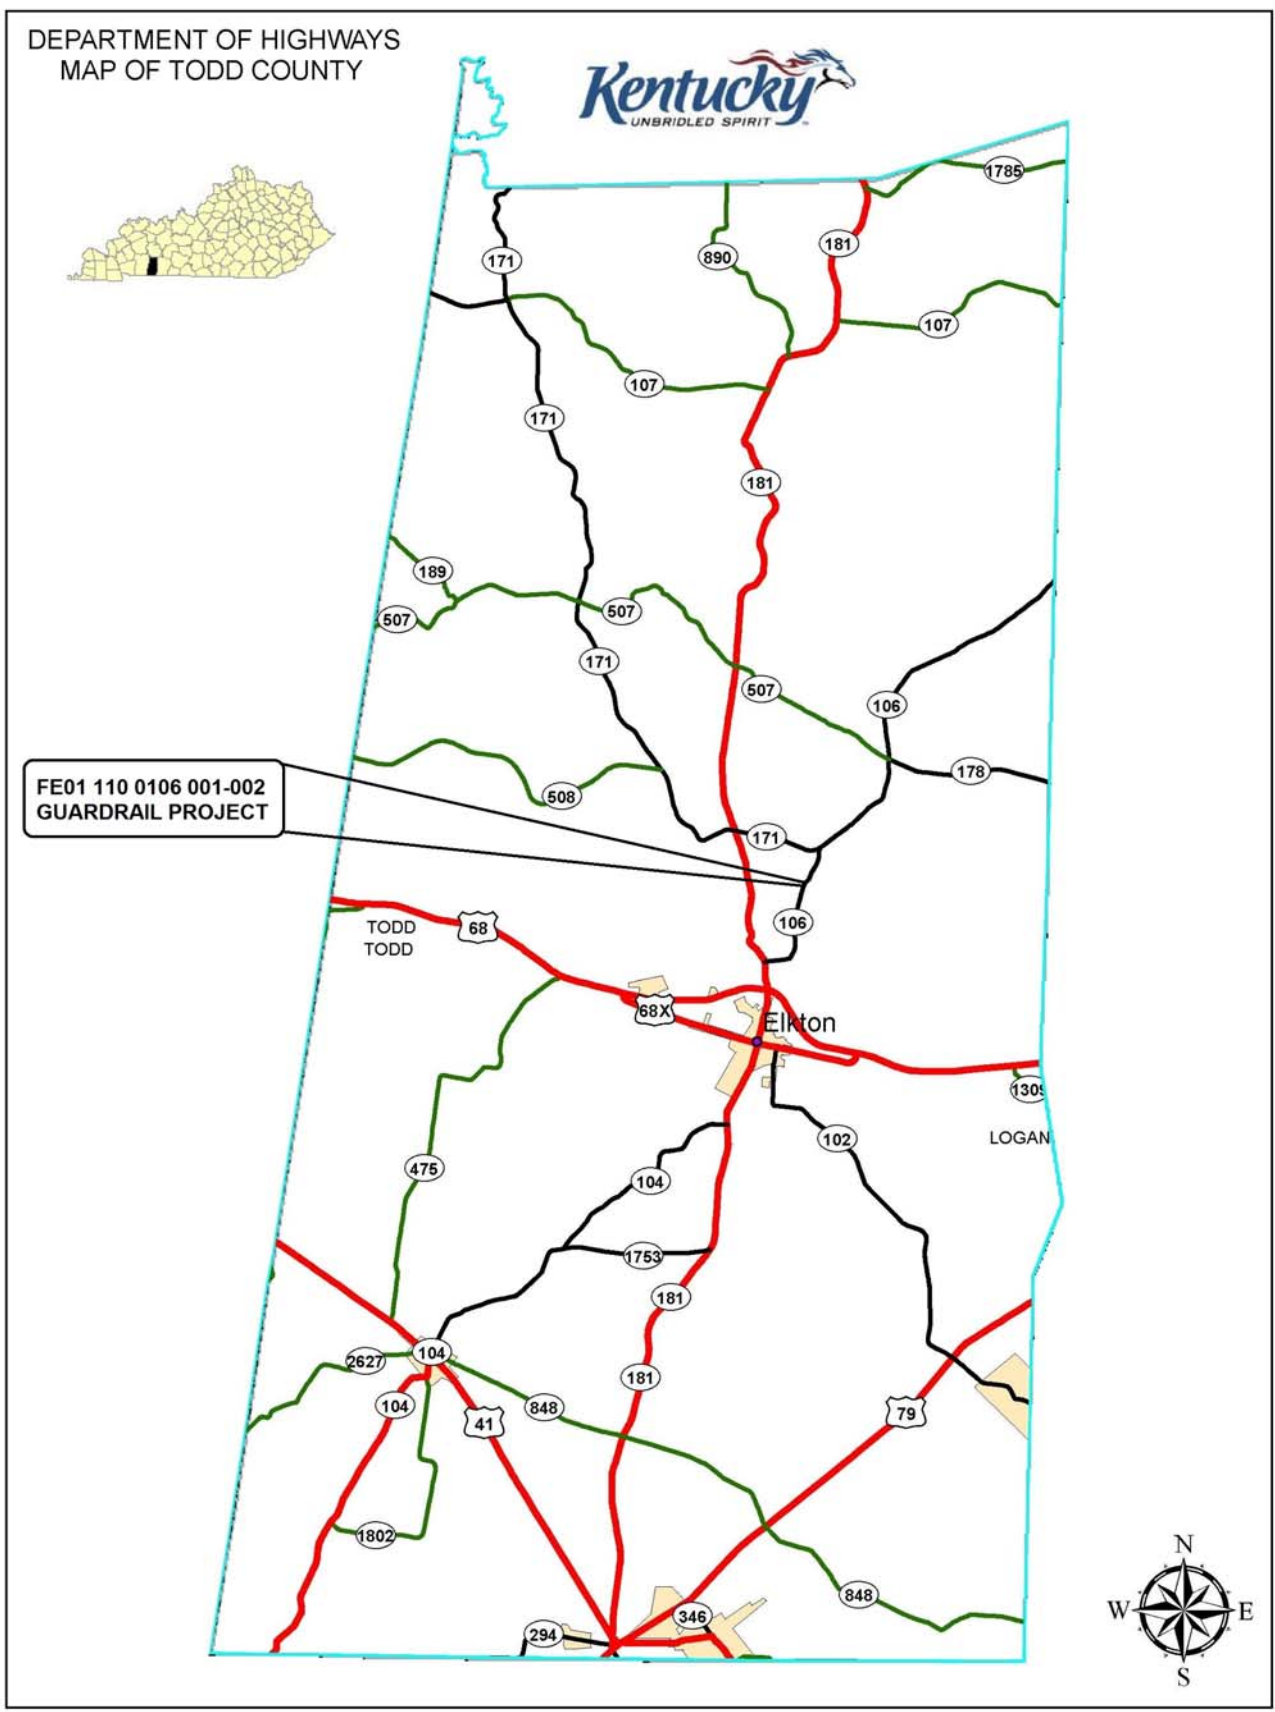 DEPARTMENT OF HIGHWAYS
MAP OF TODD COUNTY
Kentucky
UNBRIDLED SPIRIT
1785
181
171
890
107
107
171
181
189
507
507
171
507
106
178
FE01 110 0106 001-002
GUARDRAIL PROJECT
508
171
106
TODD
TODD
68
68X
Elkton
1309
LOGAN
102
475
104
1753
181
104
2627
181
104
848
41
79
1802
848
346
294
N
W
E
S